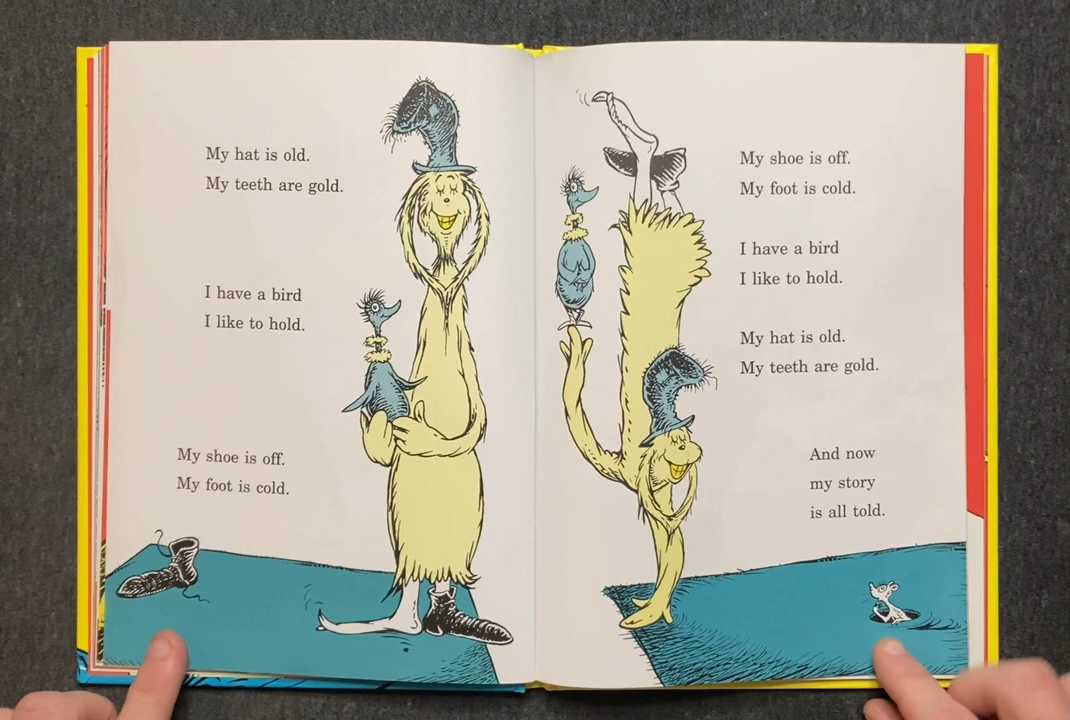 My hat is old.
My teeth are gold.
I have a bird
I like to hold.
My shoe is off.
My foot is cold.
My shoe is off.
My foot is cold.
I have a bird
I like to hold.
My hat is old.
My teeth are gold.
And now
my story
is all told.